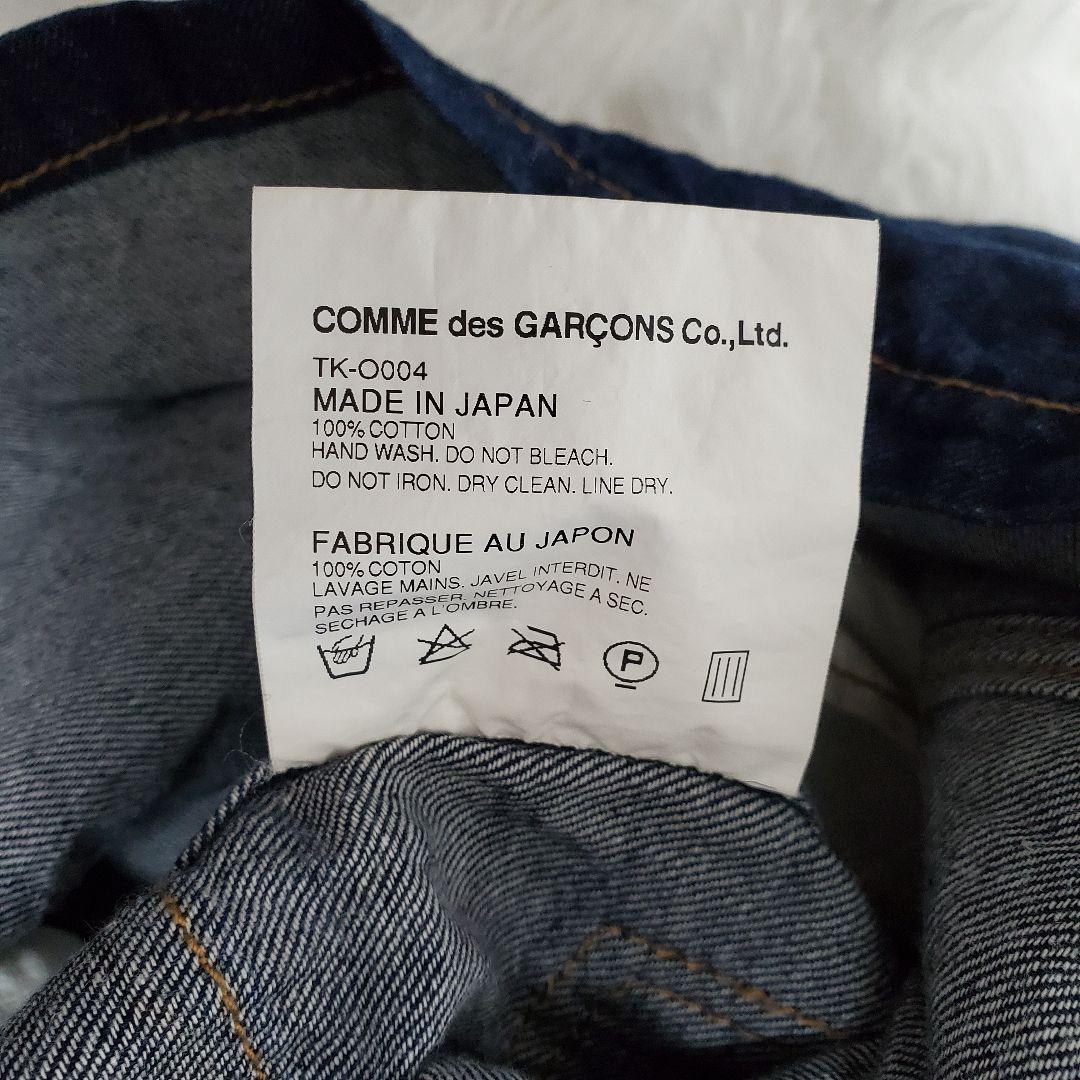 COMME des GARÇONS Co.,Ltd.
TK-O004
MADE IN JAPAN
100% COTTON
HAND WASH. DO NOT BLEACH.
DO NOT IRON. DRY CLEAN. LINE DRY.
FABRIQUE AU JAPON
100% COTON
LAVAGE MAINS. JAVEL INTERDIT. NE
PAS REPASSER. NETTOYAGE A SEC.
SECHAGE A L'OMBRE.
P